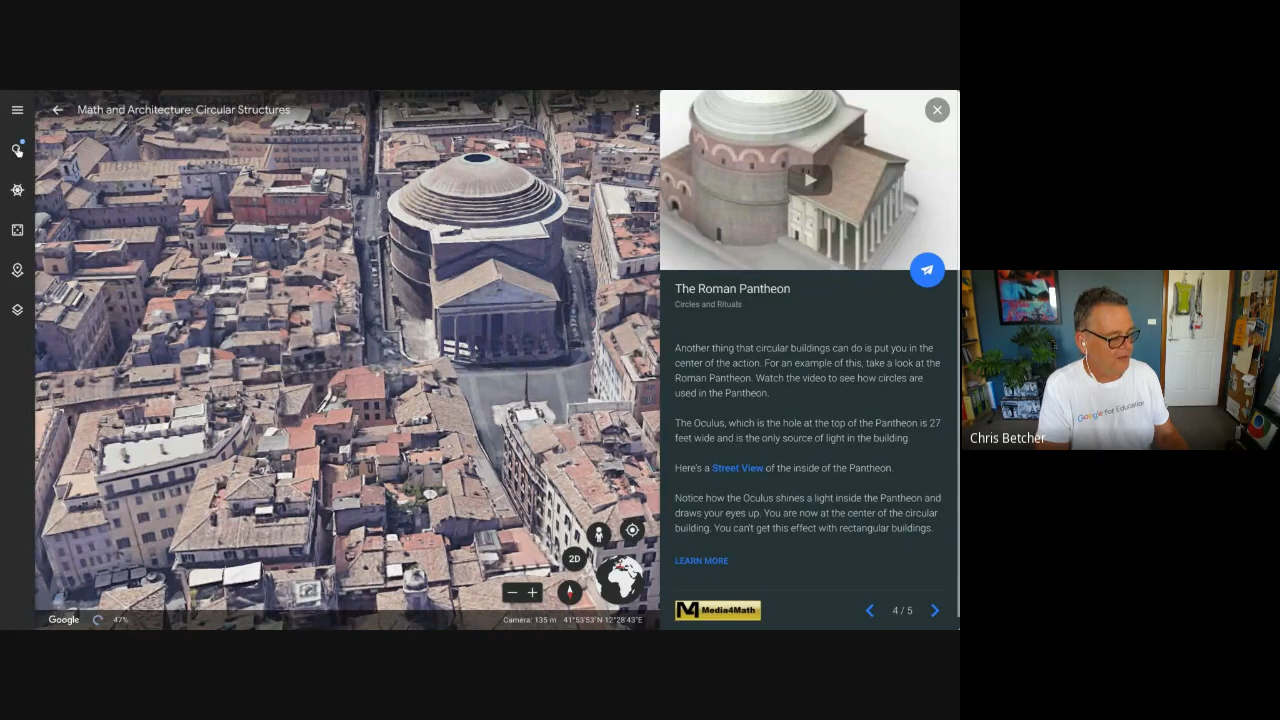 Math and Architecture: Circular Structures
The Roman Pantheon
Circles and Rituals
Another thing that circular buildings can do is put you in the
center of the action. For an example of this, take a look at the
Roman Pantheon. Watch the video to see how circles are
used in the Pantheon.
The Oculus, which is the hole at the top of the Pantheon is 27
feet wide and is the only source of light in the building.
Here's a Street View of the inside of the Pantheon.
Notice how the Oculus shines a light inside the Pantheon and
draws your eyes up. You are now at the center of the circular
building. You can't get this effect with rectangular buildings.
LEARN MORE
M4 Media4Math
4 / 5
2D
Google
47%
Camera: 135 m 41°53'53"N 12°28'43"E
Google for Education
Chris Betcher